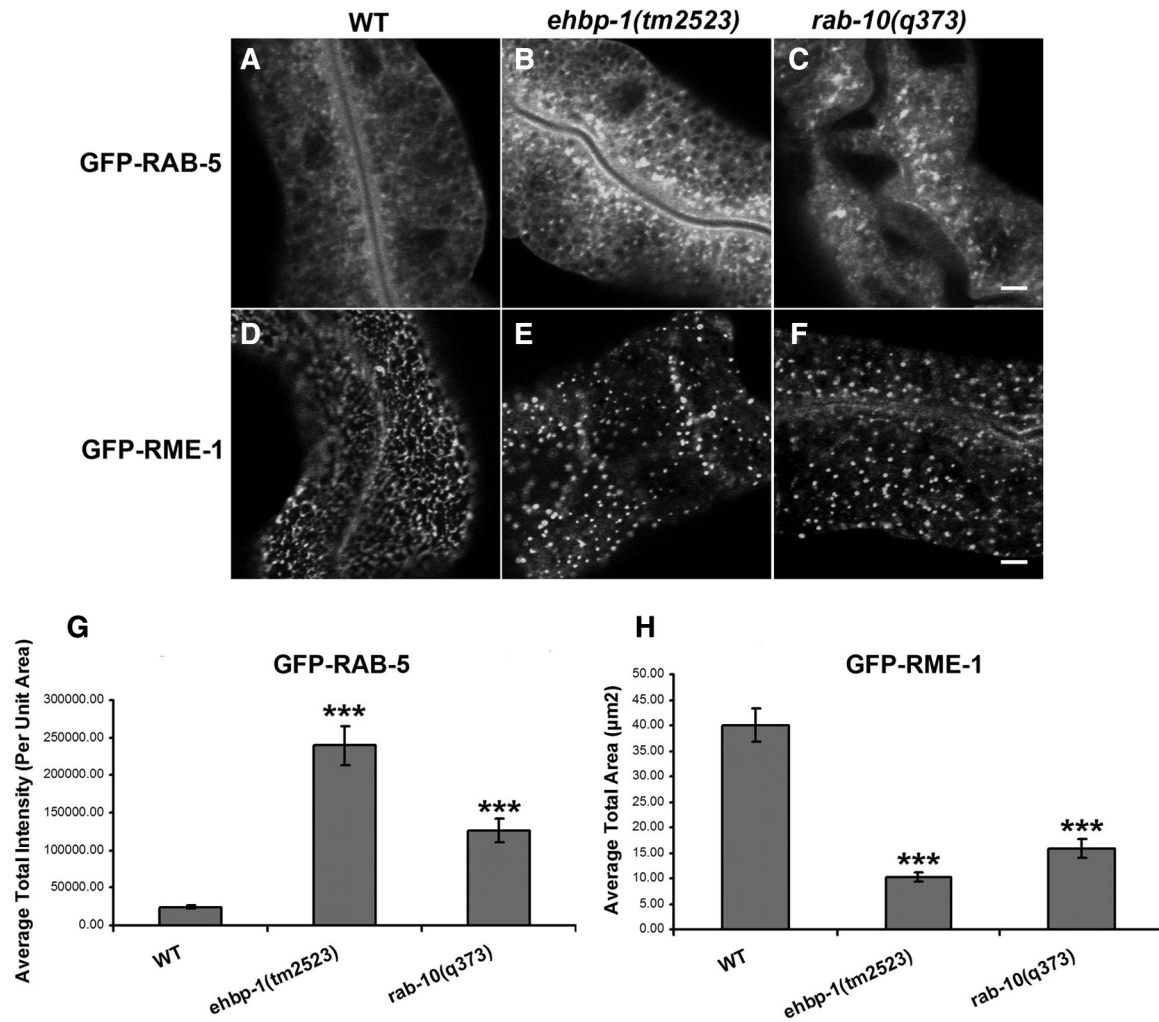 WT
ehbp-1(tm2523)
rab-10(q373)
A
B
C
GFP-RAB-5
D
E
F
GFP-RME-1
G
GFP-RAB-5
Average Total Intensity (Per Unit Area)
300000.00
250000.00
200000.00
150000.00
100000.00
50000.00
0.00
***
***
WT
ehbp-1(tm2523)
rab-10(q373)
H
GFP-RME-1
Average Total Area (µm2)
50.00
45.00
40.00
35.00
30.00
25.00
20.00
15.00
10.00
5.00
0.00
***
***
WT
ehbp-1(tm2523)
rab-10(q373)